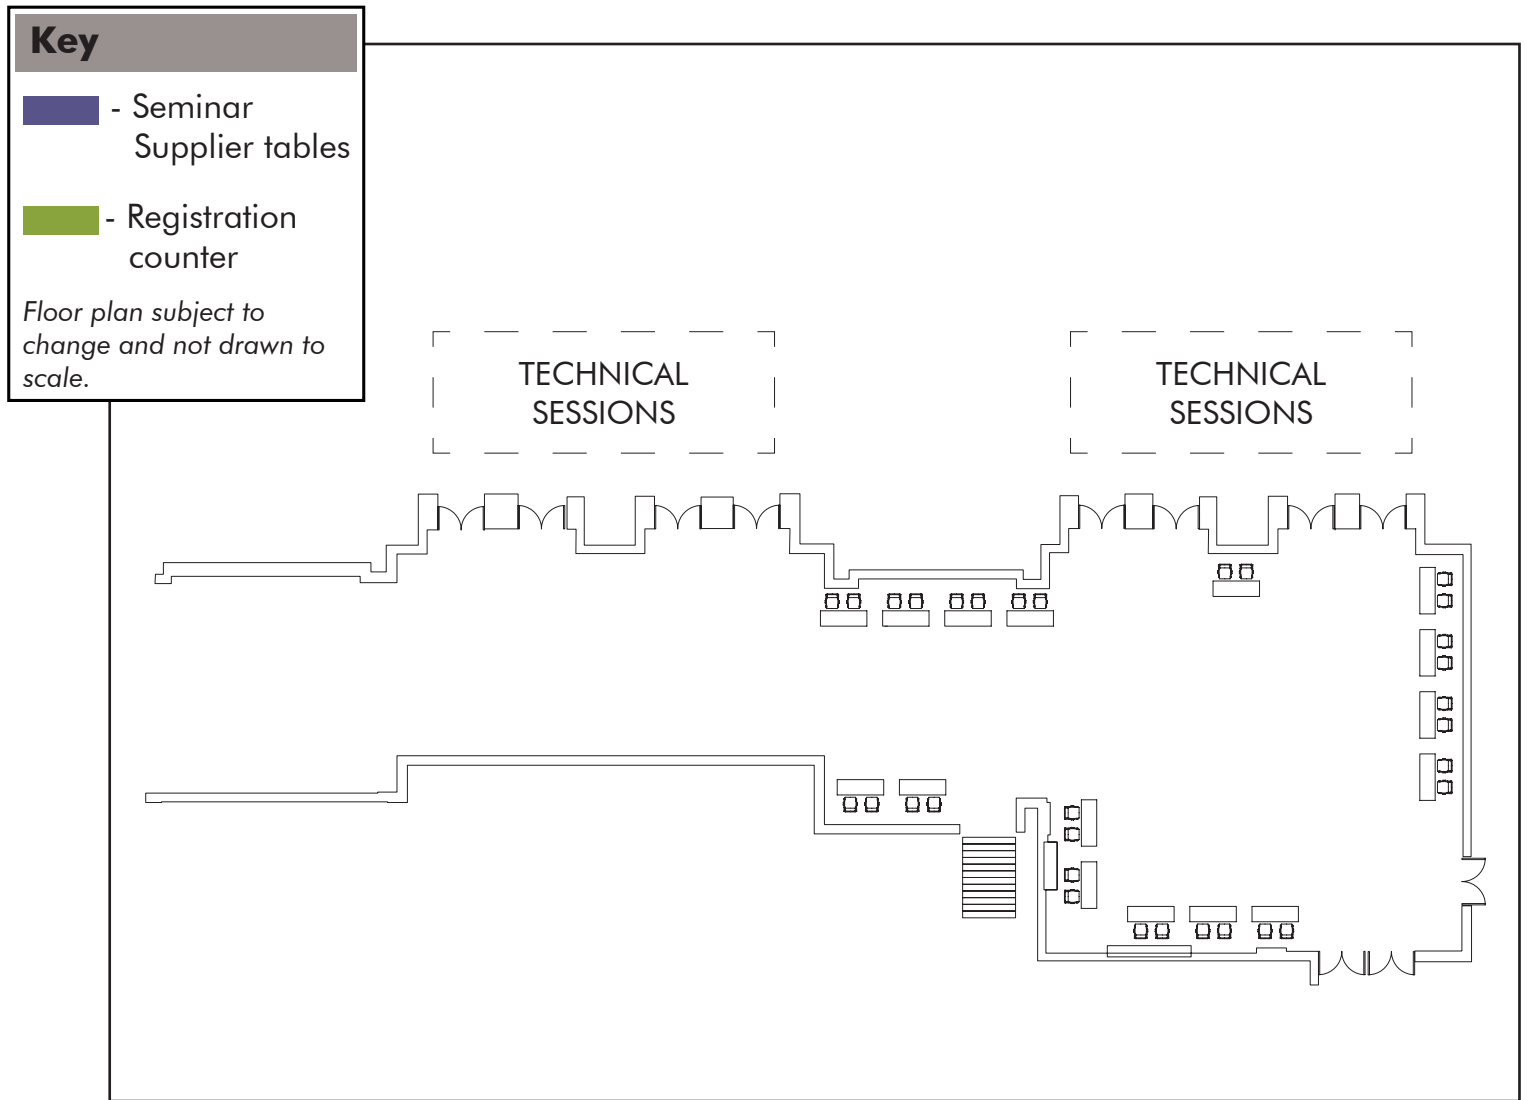 Key
- Seminar
Supplier tables
- Registration
counter
Floor plan subject to
change and not drawn to
scale.
TECHNICAL
SESSIONS
TECHNICAL
SESSIONS